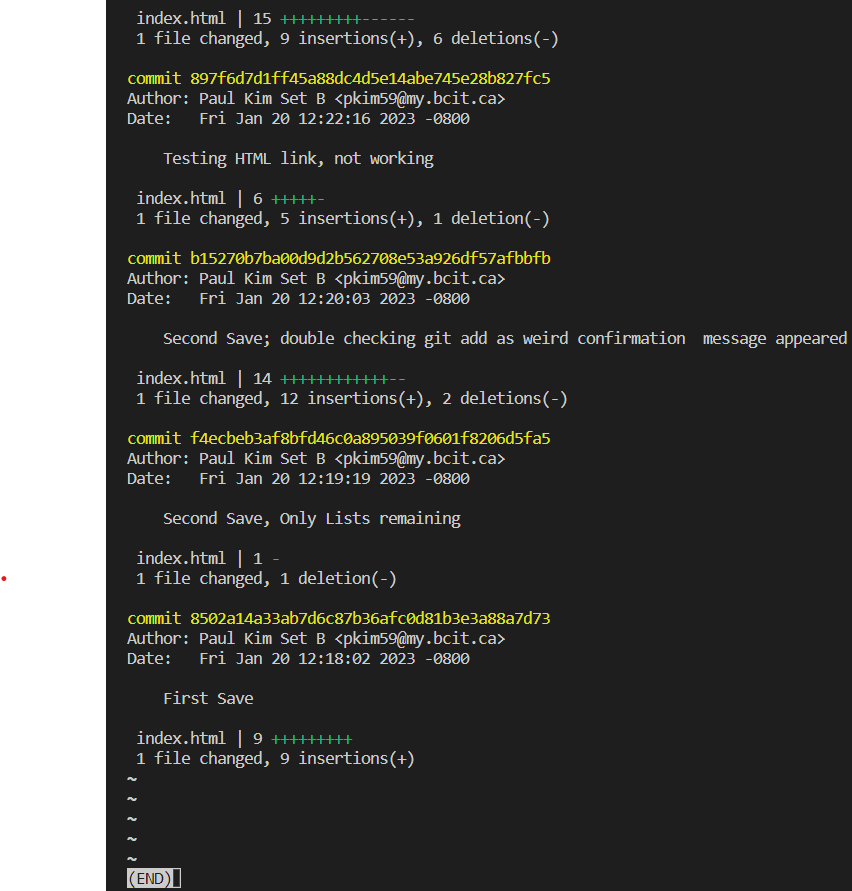 index.html | 15 +++++++++------
1 file changed, 9 insertions(+), 6 deletions(-)
commit 897f6d7d1ff45a88dc4d5e14abe745e28b827fc5
Author: Paul Kim Set B <pkim59@my.bcit.ca>
Date:   Fri Jan 20 12:22:16 2023 -0800
Testing HTML link, not working
index.html | 6 +++++-
1 file changed, 5 insertions(+), 1 deletion(-)
commit b15270b7ba00d9d2b562708e53a926df57afbbfb
Author: Paul Kim Set B <pkim59@my.bcit.ca>
Date:   Fri Jan 20 12:20:03 2023 -0800
Second Save; double checking git add as weird confirmation  message appeared
index.html | 14 ++++++++++++--
1 file changed, 12 insertions(+), 2 deletions(-)
commit f4ecbeb3af8bfd46c0a895039f0601f8206d5fa5
Author: Paul Kim Set B <pkim59@my.bcit.ca>
Date:   Fri Jan 20 12:19:19 2023 -0800
Second Save, Only Lists remaining
index.html | 1 -
1 file changed, 1 deletion(-)
commit 8502a14a33ab7d6c87b36afc0d81b3e3a88a7d73
Author: Paul Kim Set B <pkim59@my.bcit.ca>
Date:   Fri Jan 20 12:18:02 2023 -0800
First Save
index.html | 9 +++++++++
1 file changed, 9 insertions(+)
~
~
~
~
~
(END)